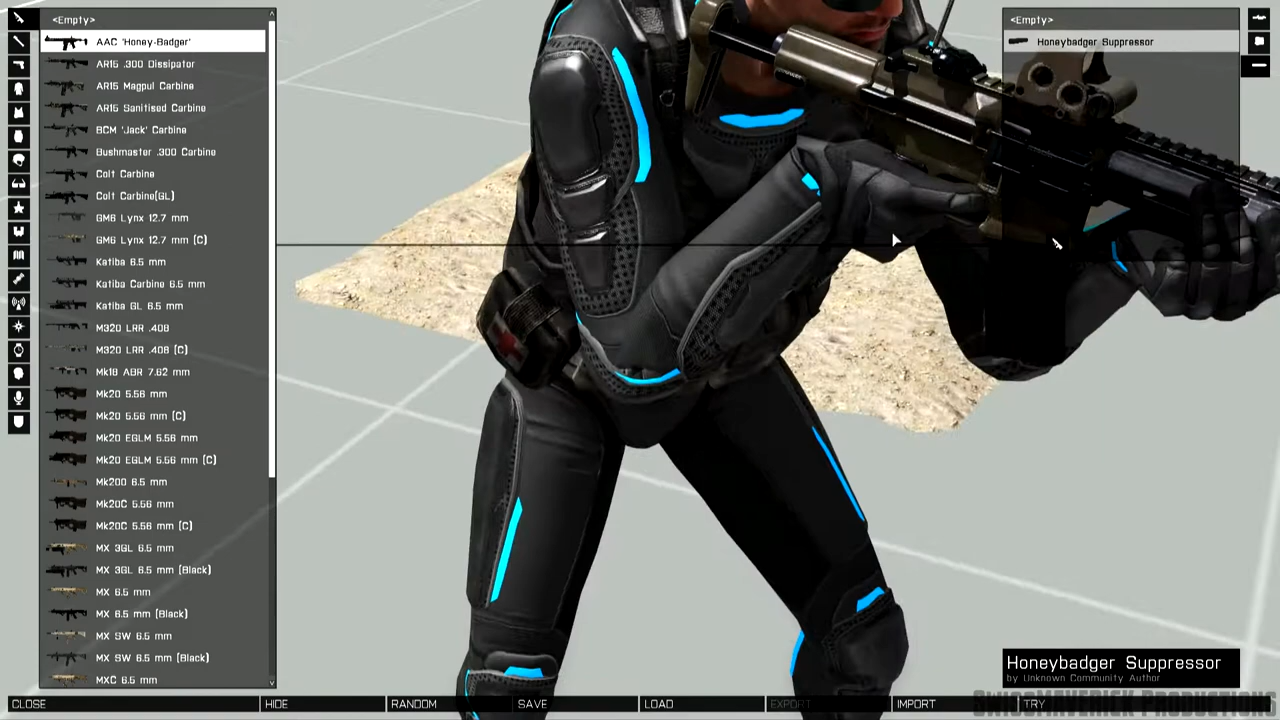 <Empty>
AAC 'Honey-Badger'
AR15 .300 Dissipator
AR15 Magpul Carbine
AR15 Sanitised Carbine
BCM 'Jack' Carbine
Bushmaster .300 Carbine
Colt Carbine
Colt Carbine(GL)
GM6 Lynx 12.7 mm
GM6 Lynx 12.7 mm (C)
Katiba 6.5 mm
Katiba Carbine 6.5 mm
Katiba GL 6.5 mm
M320 LRR .408
M320 LRR .408 (C)
Mk18 ABR 7.62 mm
Mk20 5.56 mm
Mk20 5.56 mm (C)
Mk20 EGLM 5.56 mm
Mk20 EGLM 5.56 mm (C)
Mk200 6.5 mm
Mk20C 5.56 mm
Mk20C 5.56 mm (C)
MX 3GL 6.5 mm
MX 3GL 6.5 mm (Black)
MX 6.5 mm
MX 6.5 mm (Black)
MX SW 6.5 mm
MX SW 6.5 mm (Black)
MXC 6.5 mm
<Empty>
Honeybadger Suppressor
Honeybadger Suppressor
by Unknown Community Author
CLOSE HIDE RANDOM SAVE LOAD EXPORT IMPORT TRY
SwissMaverick Productions